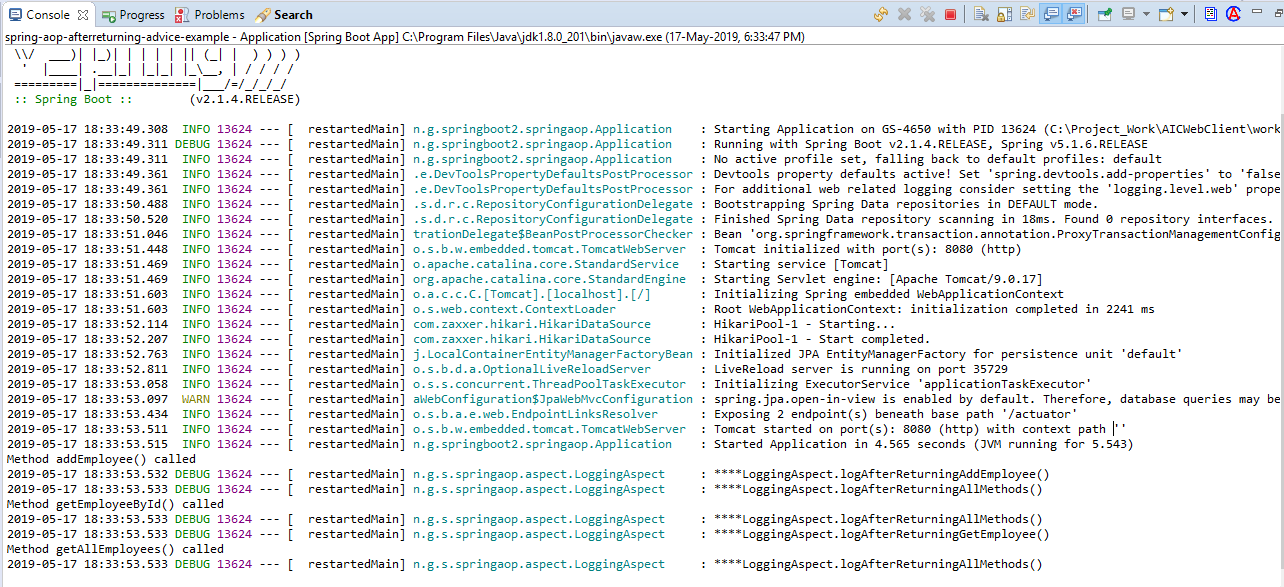 Console Progress Problems Search
spring-aop-afterreturning-advice-example - Application [Spring Boot App] C:\Program Files\Java\jdk1.8.0_201\bin\javaw.exe (17-May-2019, 6:33:47 PM)
 \\/  ___)| |_)| | | | | || (_| |  ) ) ) )
  '  |____| .__|_| |_|_| |_\__, | / / / /
 =========|_|==============|___/=/_/_/_/
 :: Spring Boot ::        (v2.1.4.RELEASE)
2019-05-17 18:33:49.308  INFO 13624 --- [  restartedMain] n.g.springboot2.springaop.Application    : Starting Application on GS-4650 with PID 13624 (C:\Project_Work\AICWebClient\work
2019-05-17 18:33:49.311 DEBUG 13624 --- [  restartedMain] n.g.springboot2.springaop.Application    : Running with Spring Boot v2.1.4.RELEASE, Spring v5.1.6.RELEASE
2019-05-17 18:33:49.311  INFO 13624 --- [  restartedMain] n.g.springboot2.springaop.Application    : No active profile set, falling back to default profiles: default
2019-05-17 18:33:49.361  INFO 13624 --- [  restartedMain] .e.DevToolsPropertyDefaultsPostProcessor : Devtools property defaults active! Set 'spring.devtools.add-properties' to 'false
2019-05-17 18:33:49.361  INFO 13624 --- [  restartedMain] .e.DevToolsPropertyDefaultsPostProcessor : For additional web related logging consider setting the 'logging.level.web' prope
2019-05-17 18:33:50.488  INFO 13624 --- [  restartedMain] .s.d.r.c.RepositoryConfigurationDelegate : Bootstrapping Spring Data repositories in DEFAULT mode.
2019-05-17 18:33:50.520  INFO 13624 --- [  restartedMain] .s.d.r.c.RepositoryConfigurationDelegate : Finished Spring Data repository scanning in 18ms. Found 0 repository interfaces.
2019-05-17 18:33:51.046  INFO 13624 --- [  restartedMain] trationDelegate$BeanPostProcessorChecker : Bean 'org.springframework.transaction.annotation.ProxyTransactionManagementConfig
2019-05-17 18:33:51.448  INFO 13624 --- [  restartedMain] o.s.b.w.embedded.tomcat.TomcatWebServer  : Tomcat initialized with port(s): 8080 (http)
2019-05-17 18:33:51.469  INFO 13624 --- [  restartedMain] o.apache.catalina.core.StandardService   : Starting service [Tomcat]
2019-05-17 18:33:51.469  INFO 13624 --- [  restartedMain] org.apache.catalina.core.StandardEngine  : Starting Servlet engine: [Apache Tomcat/9.0.17]
2019-05-17 18:33:51.603  INFO 13624 --- [  restartedMain] o.a.c.c.C.[Tomcat].[localhost].[/]       : Initializing Spring embedded WebApplicationContext
2019-05-17 18:33:51.603  INFO 13624 --- [  restartedMain] o.s.web.context.ContextLoader            : Root WebApplicationContext: initialization completed in 2241 ms
2019-05-17 18:33:52.114  INFO 13624 --- [  restartedMain] com.zaxxer.hikari.HikariDataSource       : HikariPool-1 - Starting...
2019-05-17 18:33:52.207  INFO 13624 --- [  restartedMain] com.zaxxer.hikari.HikariDataSource       : HikariPool-1 - Start completed.
2019-05-17 18:33:52.763  INFO 13624 --- [  restartedMain] j.LocalContainerEntityManagerFactoryBean : Initialized JPA EntityManagerFactory for persistence unit 'default'
2019-05-17 18:33:52.811  INFO 13624 --- [  restartedMain] o.s.b.d.a.OptionalLiveReloadServer       : LiveReload server is running on port 35729
2019-05-17 18:33:53.058  INFO 13624 --- [  restartedMain] o.s.s.concurrent.ThreadPoolTaskExecutor  : Initializing ExecutorService 'applicationTaskExecutor'
2019-05-17 18:33:53.097  WARN 13624 --- [  restartedMain] aWebConfiguration$JpaWebMvcConfiguration : spring.jpa.open-in-view is enabled by default. Therefore, database queries may be
2019-05-17 18:33:53.434  INFO 13624 --- [  restartedMain] o.s.b.a.e.web.EndpointLinksResolver      : Exposing 2 endpoint(s) beneath base path '/actuator'
2019-05-17 18:33:53.511  INFO 13624 --- [  restartedMain] o.s.b.w.embedded.tomcat.TomcatWebServer  : Tomcat started on port(s): 8080 (http) with context path ''
2019-05-17 18:33:53.515  INFO 13624 --- [  restartedMain] n.g.springboot2.springaop.Application    : Started Application in 4.565 seconds (JVM running for 5.543)
Method addEmployee() called
2019-05-17 18:33:53.532 DEBUG 13624 --- [  restartedMain] n.g.s.springaop.aspect.LoggingAspect     : ****LoggingAspect.logAfterReturningAddEmployee()
2019-05-17 18:33:53.533 DEBUG 13624 --- [  restartedMain] n.g.s.springaop.aspect.LoggingAspect     : ****LoggingAspect.logAfterReturningAllMethods()
Method getEmployeeById() called
2019-05-17 18:33:53.533 DEBUG 13624 --- [  restartedMain] n.g.s.springaop.aspect.LoggingAspect     : ****LoggingAspect.logAfterReturningAllMethods()
2019-05-17 18:33:53.533 DEBUG 13624 --- [  restartedMain] n.g.s.springaop.aspect.LoggingAspect     : ****LoggingAspect.logAfterReturningGetEmployee()
Method getAllEmployees() called
2019-05-17 18:33:53.533 DEBUG 13624 --- [  restartedMain] n.g.s.springaop.aspect.LoggingAspect     : ****LoggingAspect.logAfterReturningAllMethods()